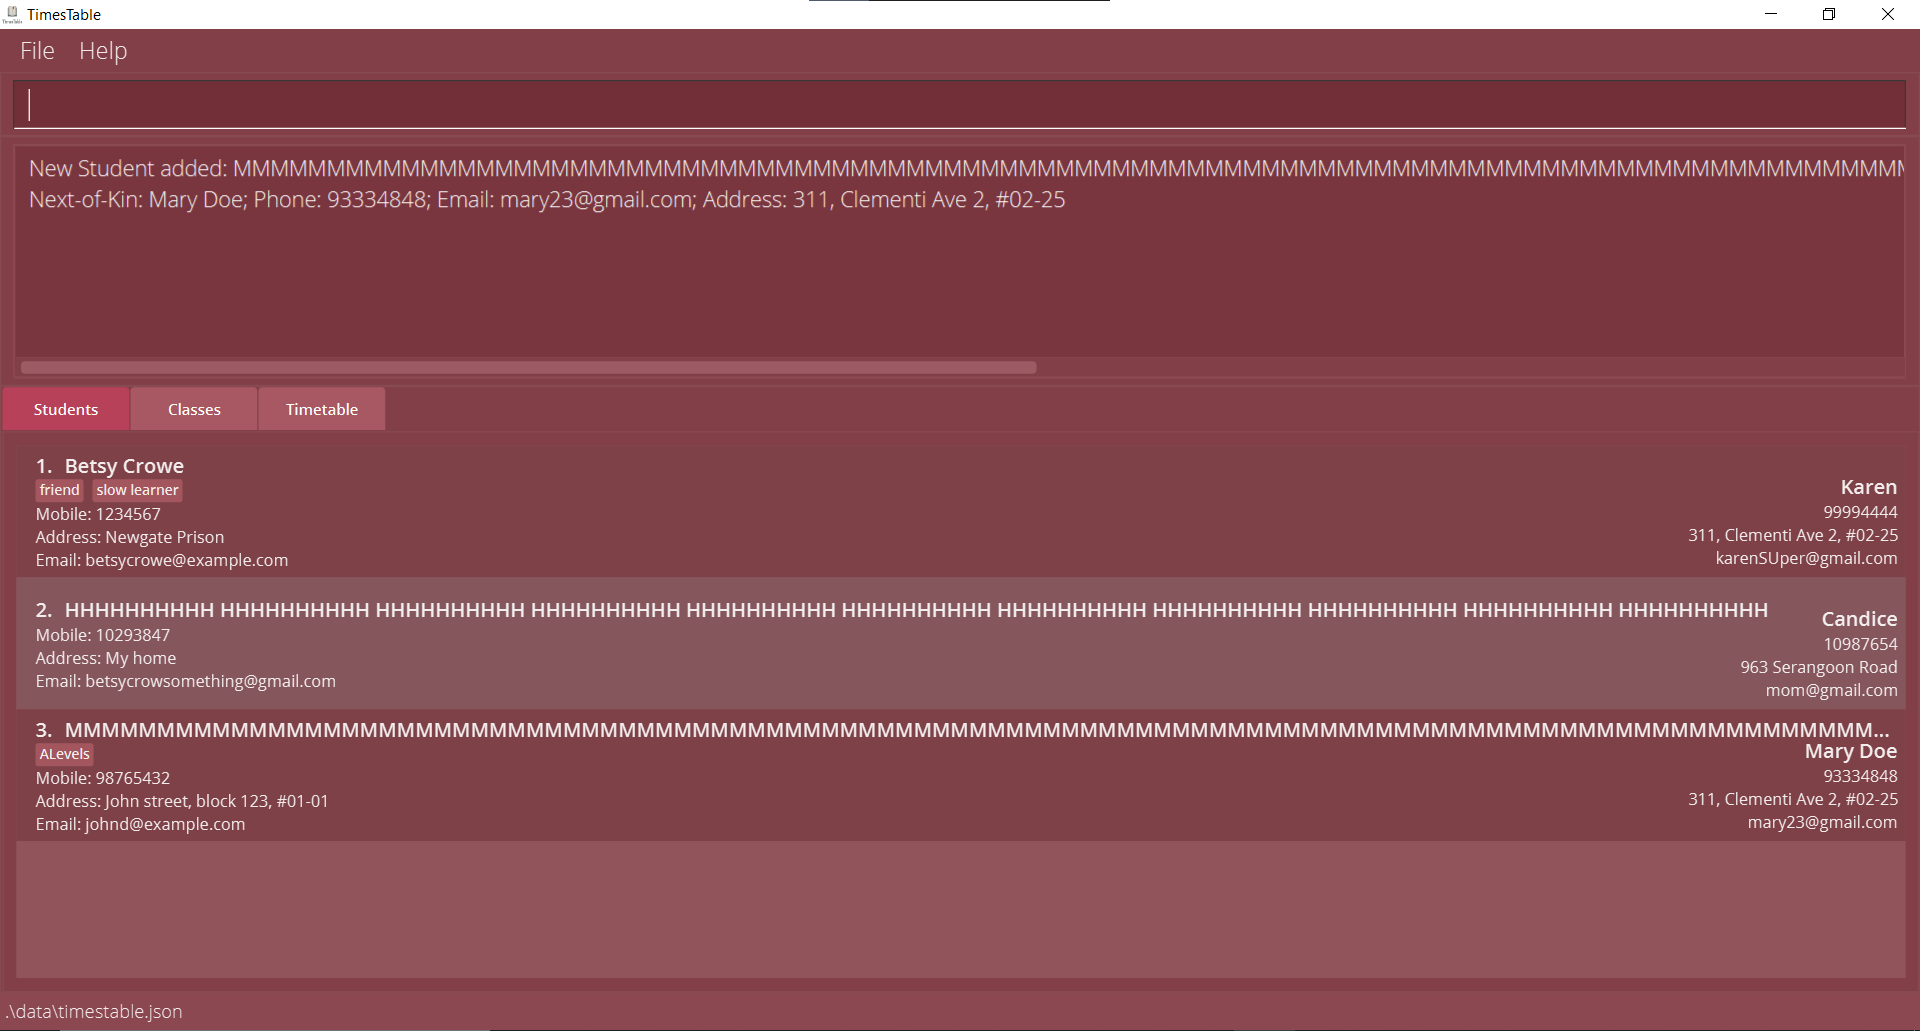 TimesTable
File Help
New Student added: MMMMMMMMMMMMMMMMMMMMMMMMMMMMMMMMMMMMMMMMMMMMMMMMMMMMMMMMMMMMMMMMMMMMMMMMMMMMMMMMMMMMMMMMM
Next-of-Kin: Mary Doe; Phone: 93334848; Email: mary23@gmail.com; Address: 311, Clementi Ave 2, #02-25
Students Classes Timetable
1. Betsy Crowe
friend slow learner
Mobile: 1234567
Address: Newgate Prison
Email: betsycrowe@example.com
Karen
99994444
311, Clementi Ave 2, #02-25
karenSUper@gmail.com
2. HHHHHHHHHH HHHHHHHHHH HHHHHHHHHH HHHHHHHHHH HHHHHHHHHH HHHHHHHHHH HHHHHHHHHH HHHHHHHHHH HHHHHHHHHH HHHHHHHHHH HHHHHHHHHH
Mobile: 10293847
Address: My home
Email: betsycrowsomething@gmail.com
Candice
10987654
963 Serangoon Road
mom@gmail.com
3. MMMMMMMMMMMMMMMMMMMMMMMMMMMMMMMMMMMMMMMMMMMMMMMMMMMMMMMMMMMMMMMMMMMMMMMMMMMMMMMMMMMMMMMMMMMMMMMMMM...
ALevels
Mobile: 98765432
Address: John street, block 123, #01-01
Email: johnd@example.com
Mary Doe
93334848
311, Clementi Ave 2, #02-25
mary23@gmail.com
.\data\timestable.json